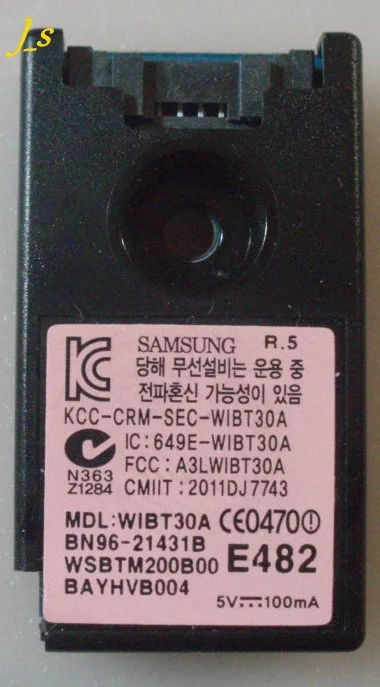 J_s
SAMSUNG R.5
당해 무선설비는 운용 중
전파혼신 가능성이 있음
KCC-CRM-SEC-WIBT30A
IC:649E-WIBT30A
FCC : A3LWIBT30A
N363
Z1284
CMIIT : 2011DJ7743
MDL:WIBT30A CE0470
BN96-21431B
WSBTM200B00 E482
BAYHVB004
5V⎓100mA